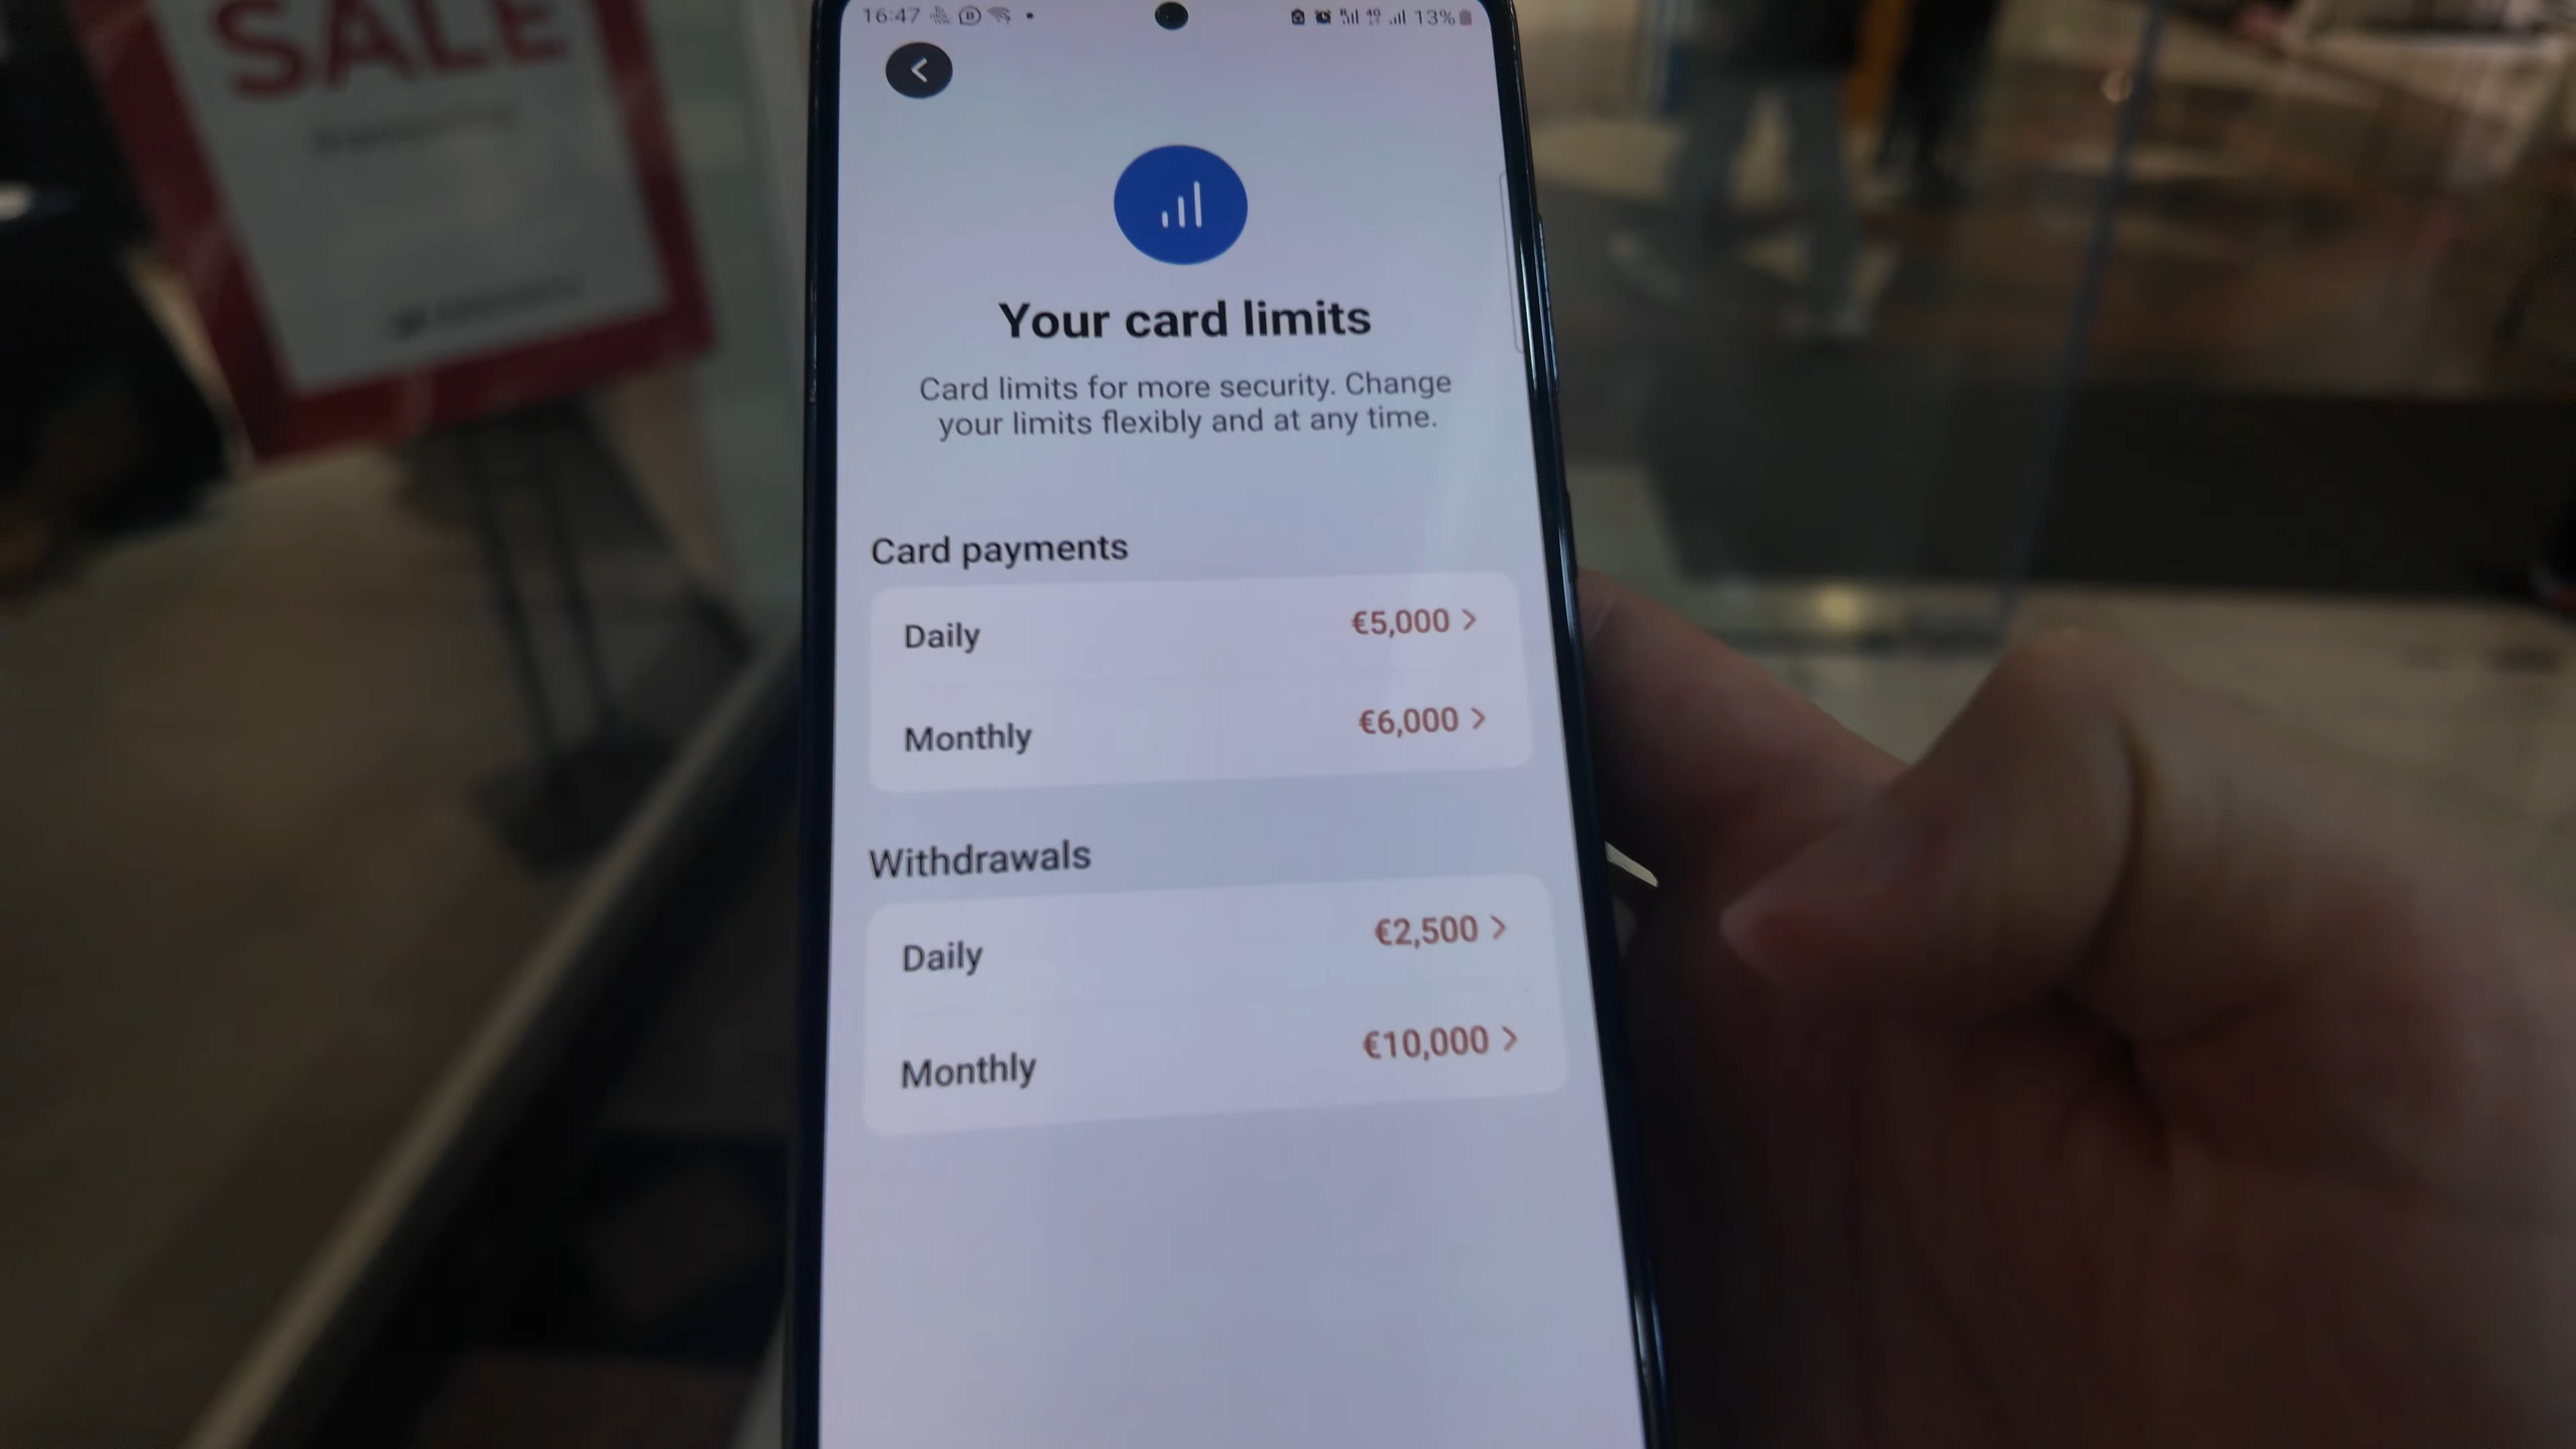 SALE
16:47
13%
Your card limits
Card limits for more security. Change
your limits flexibly and at any time.
Card payments
Daily €5,000
Monthly €6,000
Withdrawals
Daily €2,500
Monthly €10,000